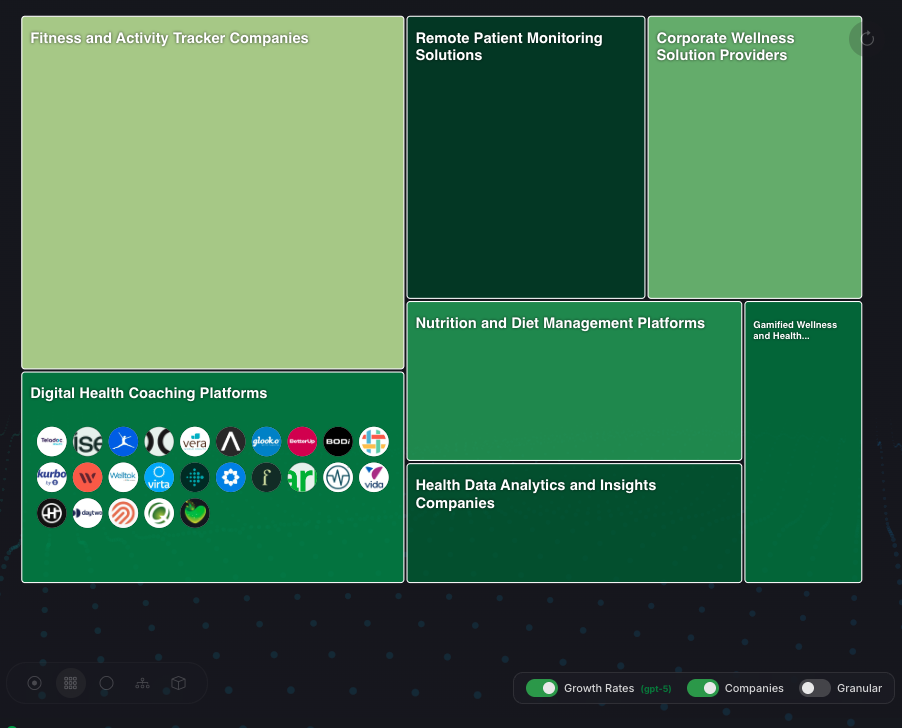 Fitness and Activity Tracker Companies
Remote Patient Monitoring
Solutions
Corporate Wellness
Solution Providers
Nutrition and Diet Management Platforms
Gamified Wellness
and Health...
Digital Health Coaching Platforms
Teladoc
ise
vera
glooko
BetterUp
BODi
kurbo
by
Welltok
virta
f
vida
daytwo
Health Data Analytics and Insights
Companies
Growth Rates (gpt-5)
Companies
Granular